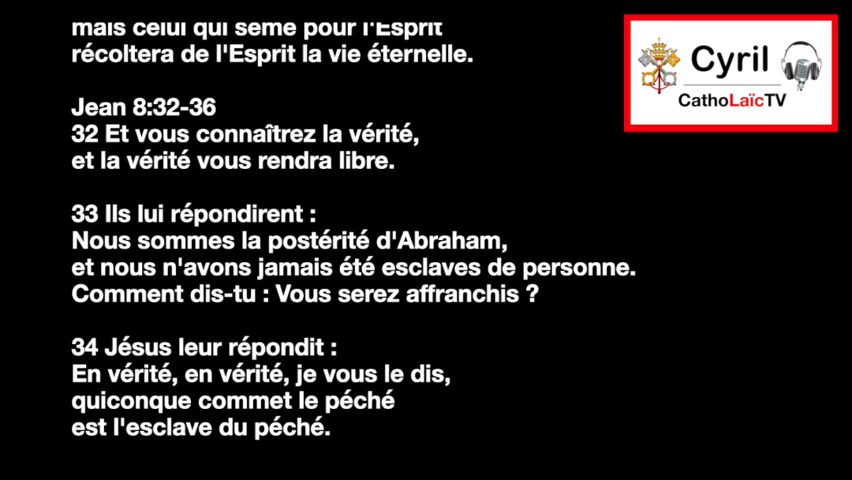 mais celui qui sème pour l'Esprit
récoltera de l'Esprit la vie éternelle.
Jean 8:32-36
32 Et vous connaîtrez la vérité,
et la vérité vous rendra libre.
33 Ils lui répondirent :
Nous sommes la postérité d'Abraham,
et nous n'avons jamais été esclaves de personne.
Comment dis-tu : Vous serez affranchis ?
34 Jésus leur répondit :
En vérité, en vérité, je vous le dis,
quiconque commet le péché
est l'esclave du péché.
Cyril
CathoLaïcTV